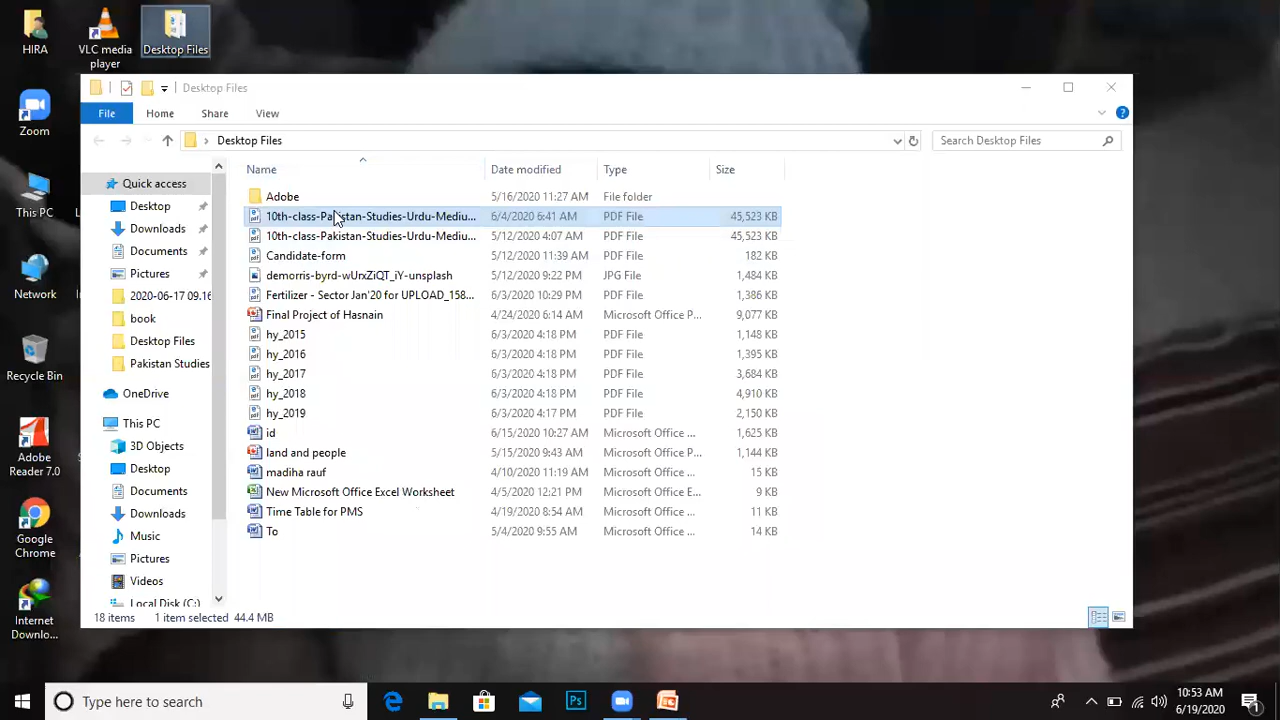 HIRA
VLC media
player
Desktop Files
Zoom
This PC
Network
Recycle Bin
Adobe
Reader 7.0
Google
Chrome
Internet
Downlo...
Desktop Files
File Home Share View
Desktop Files
Search Desktop Files
Name Date modified Type Size
Quick access
Desktop
Downloads
Documents
Pictures
2020-06-17 09.16
book
Desktop Files
Pakistan Studies
OneDrive
This PC
3D Objects
Desktop
Documents
Downloads
Music
Pictures
Videos
Local Disk (C:)
Adobe 5/16/2020 11:27 AM File folder
10th-class-Pakistan-Studies-Urdu-Mediu... 6/4/2020 6:41 AM PDF File 45,523 KB
10th-class-Pakistan-Studies-Urdu-Mediu... 5/12/2020 4:07 AM PDF File 45,523 KB
Candidate-form 5/12/2020 11:39 AM PDF File 182 KB
demorris-byrd-wUrxZiQT_iY-unsplash 5/12/2020 9:22 PM JPG File 1,484 KB
Fertilizer - Sector Jan'20 for UPLOAD_158... 6/3/2020 10:29 PM PDF File 1,386 KB
Final Project of Hasnain 4/24/2020 6:14 AM Microsoft Office P... 9,077 KB
hy_2015 6/3/2020 4:18 PM PDF File 1,148 KB
hy_2016 6/3/2020 4:18 PM PDF File 1,395 KB
hy_2017 6/3/2020 4:18 PM PDF File 3,684 KB
hy_2018 6/3/2020 4:18 PM PDF File 4,910 KB
hy_2019 6/3/2020 4:17 PM PDF File 2,150 KB
id 6/15/2020 10:27 AM Microsoft Office ... 1,625 KB
land and people 5/15/2020 9:43 AM Microsoft Office P... 1,144 KB
madiha rauf 4/10/2020 11:19 AM Microsoft Office ... 15 KB
New Microsoft Office Excel Worksheet 4/5/2020 12:21 PM Microsoft Office E... 9 KB
Time Table for PMS 4/19/2020 8:54 AM Microsoft Office ... 11 KB
To 5/4/2020 9:55 AM Microsoft Office ... 14 KB
18 items 1 item selected 44.4 MB
Type here to search
Ps
10:53 AM
6/19/2020
1